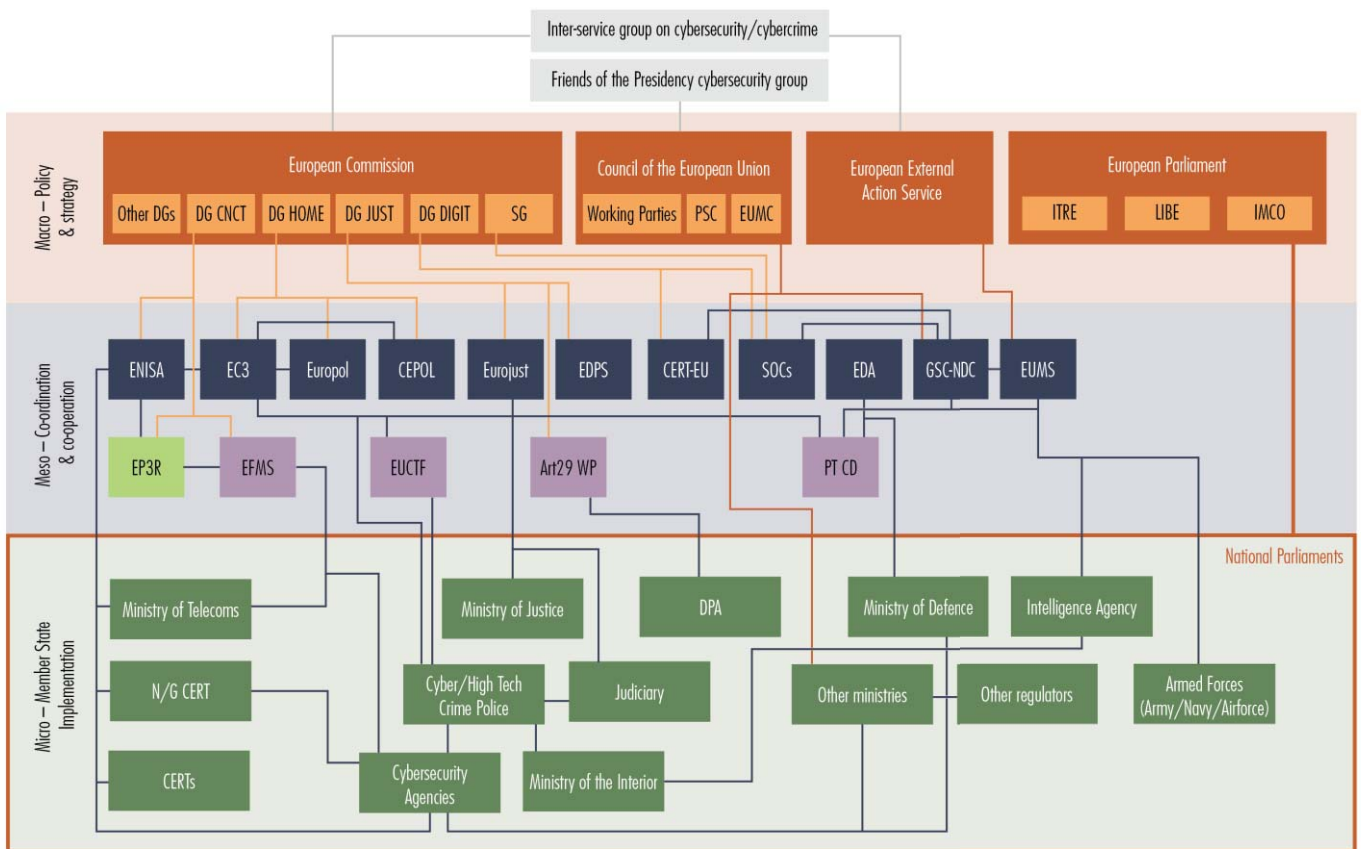 Inter-service group on cybersecurity/cybercrime
Friends of the Presidency cybersecurity group
Macro – Policy
& strategy
European Commission
Other DGs
DG CNCT
DG HOME
DG JUST
DG DIGIT
SG
Council of the European Union
Working Parties
PSC
EUMC
European External
Action Service
European Parliament
ITRE
LIBE
IMCO
Meso – Co-ordination
& co-operation
ENISA
EC3
Europol
CEPOL
Eurojust
EDPS
CERT-EU
SOCs
EDA
GSC-NDC
EUMS
EP3R
EFMS
EUCTF
Art29 WP
PT CD
Micro – Member State
Implementation
National Parliaments
Ministry of Telecoms
Ministry of Justice
DPA
Ministry of Defence
Intelligence Agency
N/G CERT
Cyber/High Tech
Crime Police
Judiciary
Other ministries
Other regulators
Armed Forces
(Army/Navy/Airforce)
CERTs
Cybersecurity
Agencies
Ministry of the Interior